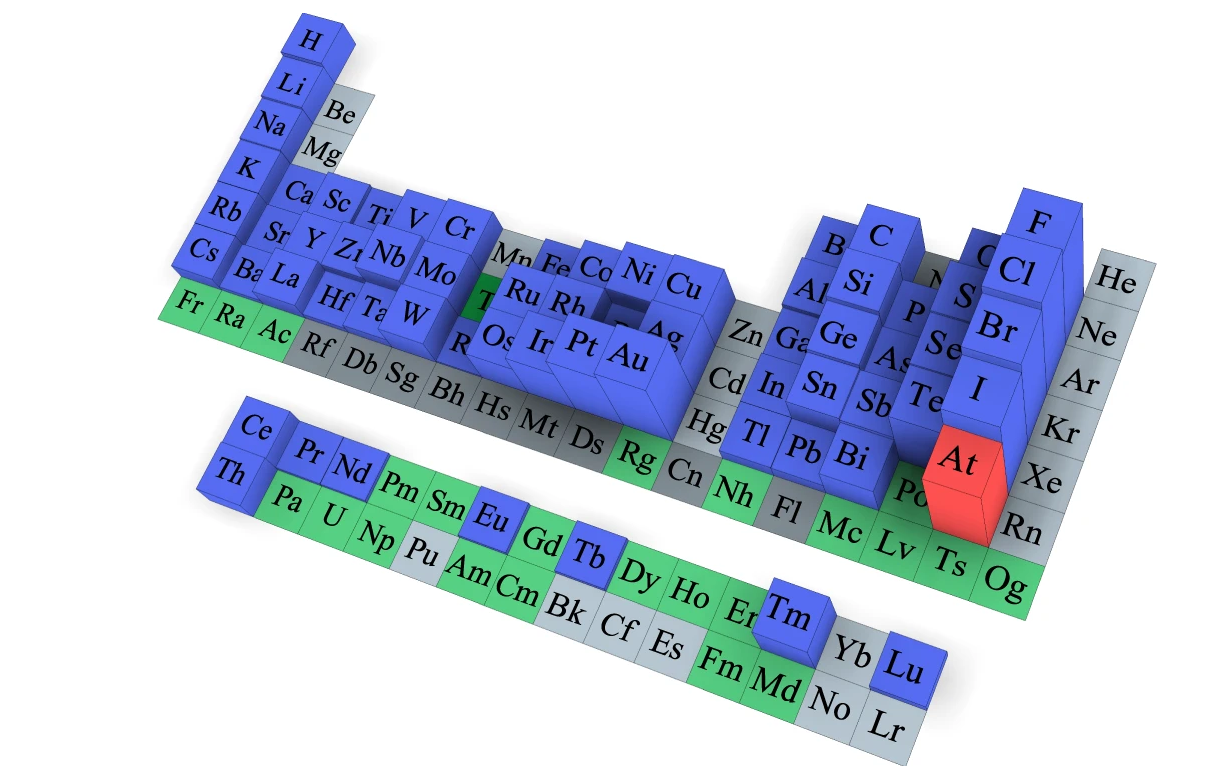 H
Li Be
Na Mg
K Ca Sc Ti V Cr Mn Fe Co Ni Cu Zn Ga Ge As Se Br Kr
Rb Sr Y Nb Mo Ru Rh Ag Cd In Sn Sb Te I Xe
Cs Ba La Hf Ta W Os Ir Pt Au Hg Tl Pb Bi Po At Rn
Fr Ra Ac Rf Db Sg Bh Hs Mt Ds Rg Cn Nh Fl Mc Lv Ts Og
B C F Ne
Al Si P S Cl Ar
He
Ce Pr Nd Pm Sm Eu Gd Tb Dy Ho Er Tm Yb Lu
Th Pa U Np Pu Am Cm Bk Cf Es Fm Md No Lr